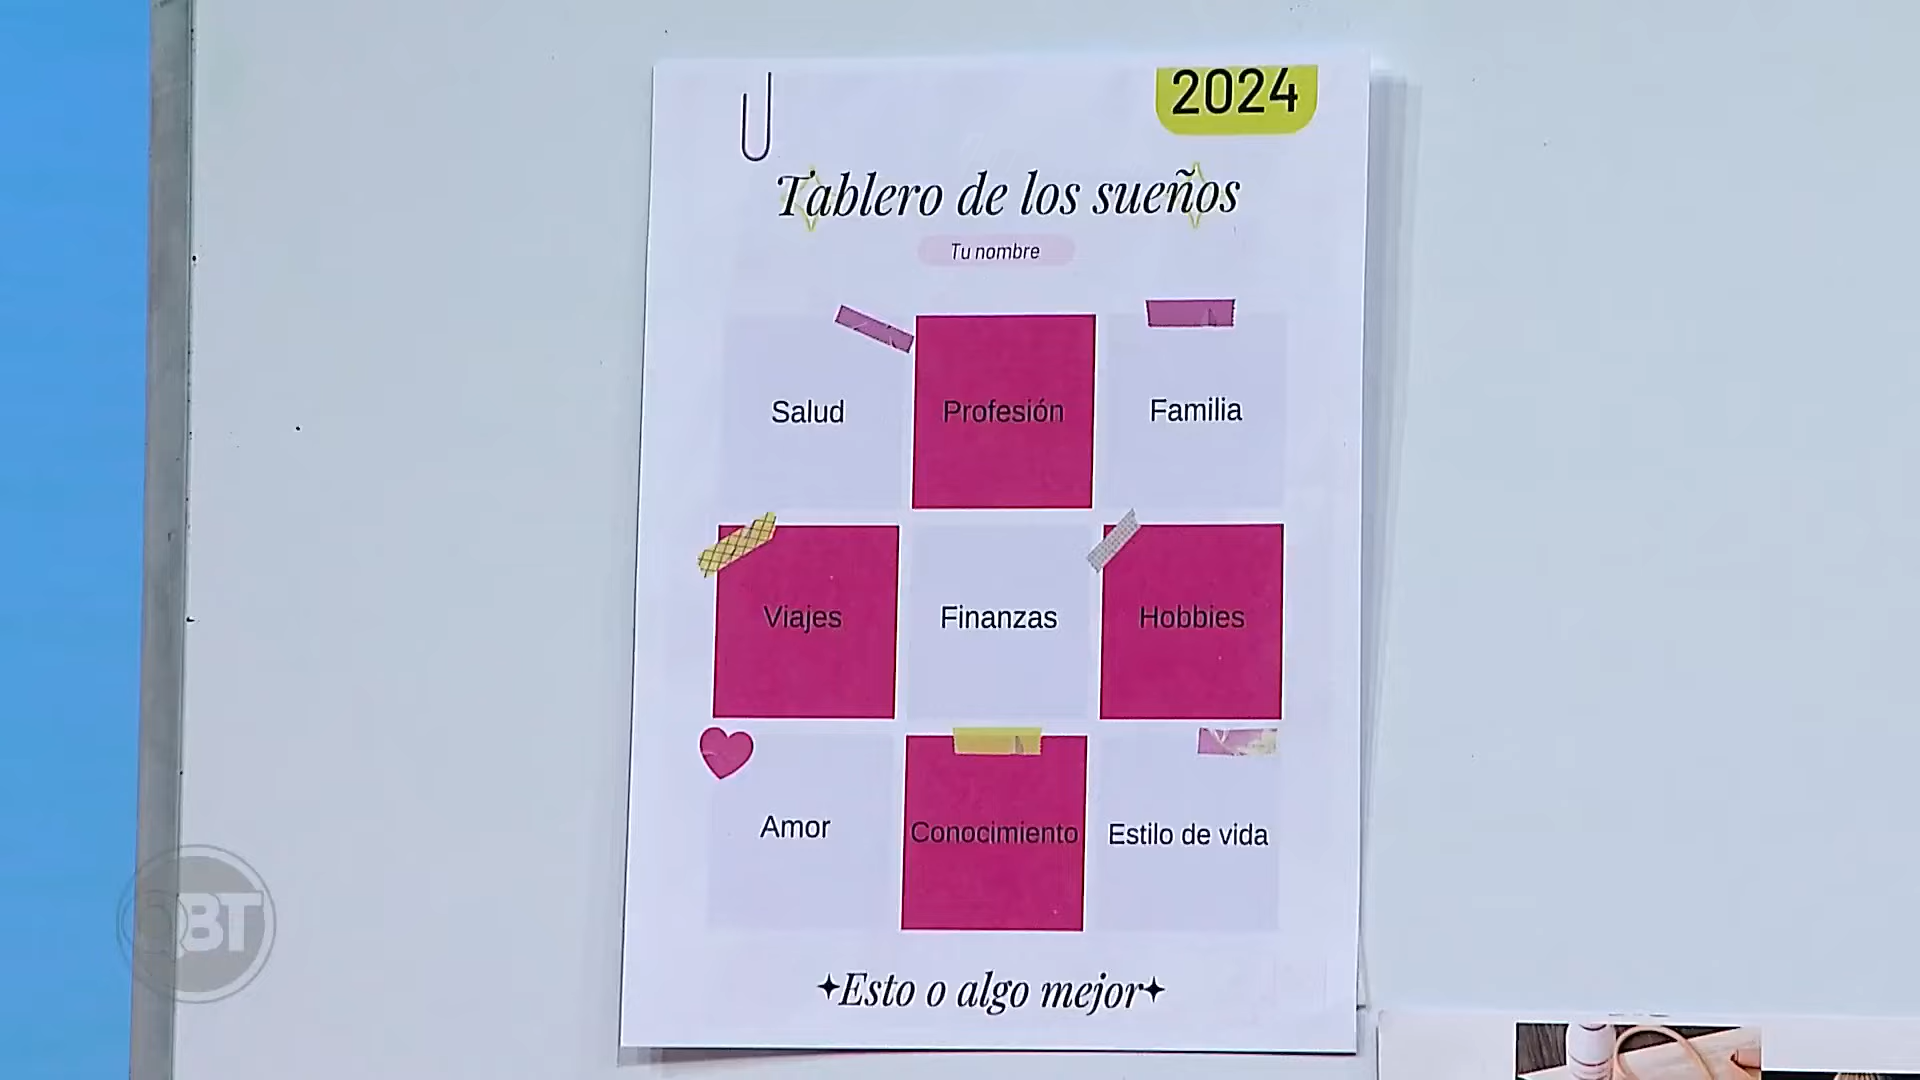 2024
Tablero de los sueños
Tu nombre
Salud
Profesión
Familia
Viajes
Finanzas
Hobbies
Amor
Conocimiento
Estilo de vida
Esto o algo mejor
QBT